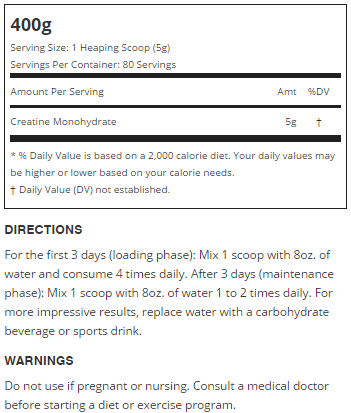 400g
Serving Size: 1 Heaping Scoop (5g)
Servings Per Container: 80 Servings
Amount Per Serving Amt %DV
Creatine Monohydrate 5g †
* % Daily Value is based on a 2,000 calorie diet. Your daily values may
be higher or lower based on your calorie needs.
† Daily Value (DV) not established.
DIRECTIONS
For the first 3 days (loading phase): Mix 1 scoop with 8oz. of
water and consume 4 times daily. After 3 days (maintenance
phase): Mix 1 scoop with 8oz. of water 1 to 2 times daily. For
more impressive results, replace water with a carbohydrate
beverage or sports drink.
WARNINGS
Do not use if pregnant or nursing. Consult a medical doctor
before starting a diet or exercise program.